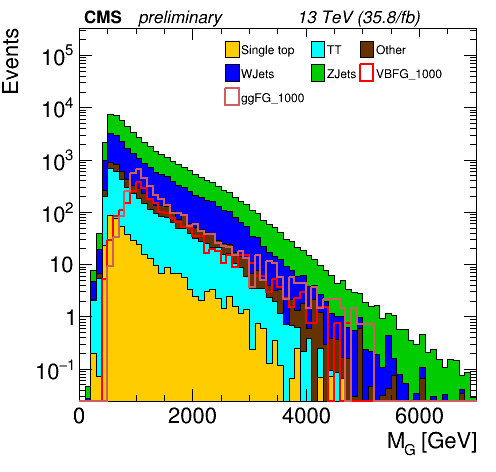 CMS preliminary 13 TeV (35.8/fb)
Events
Single top TT Other
WJets ZJets VBFG_1000
ggFG_1000
10^5
10^4
10^3
10^2
10
1
10^-1
0 2000 4000 6000
M_G [GeV]